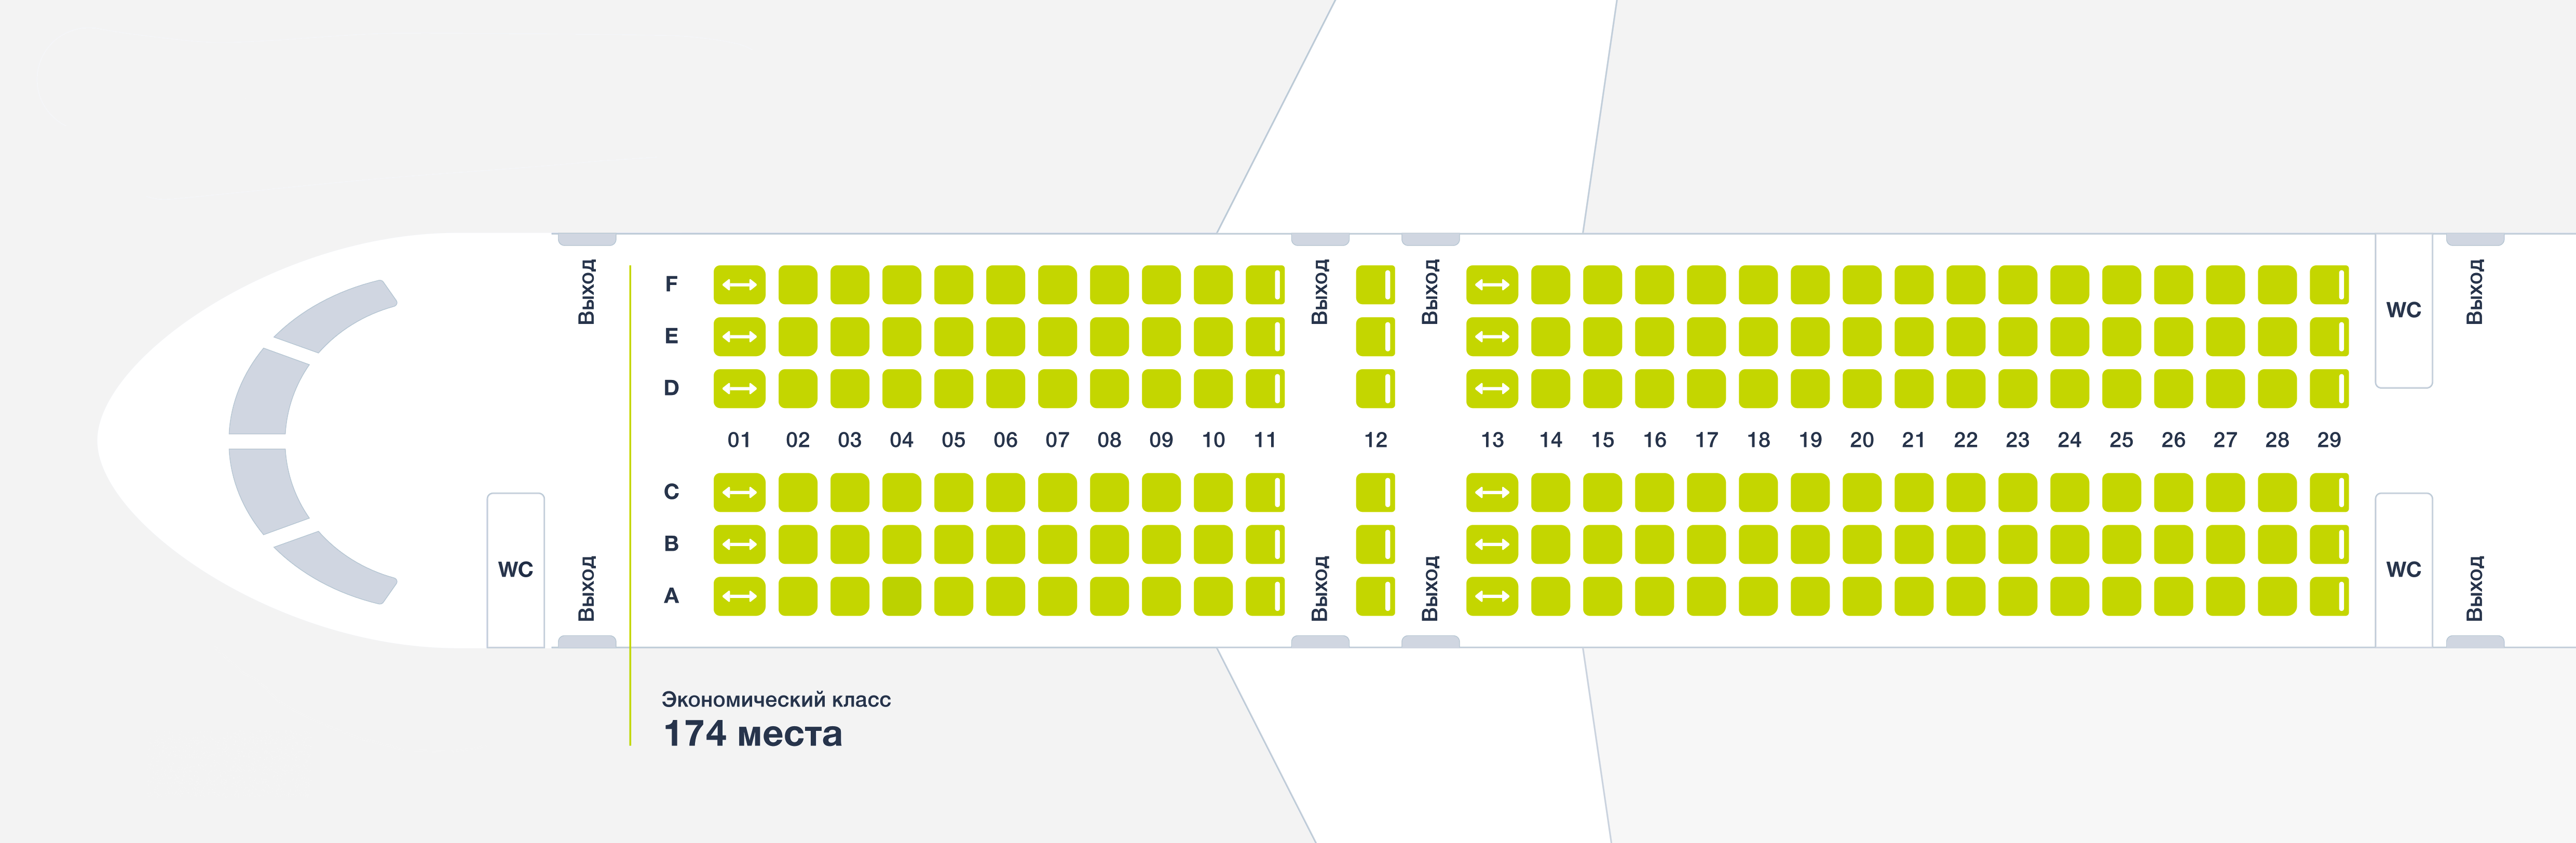 Выход
Выход
Выход
Выход
F
E
D
WC
01 02 03 04 05 06 07 08 09 10 11 12 13 14 15 16 17 18 19 20 21 22 23 24 25 26 27 28 29
C
B
A
WC
WC
Выход
Выход
Выход
Выход
Экономический класс
174 места